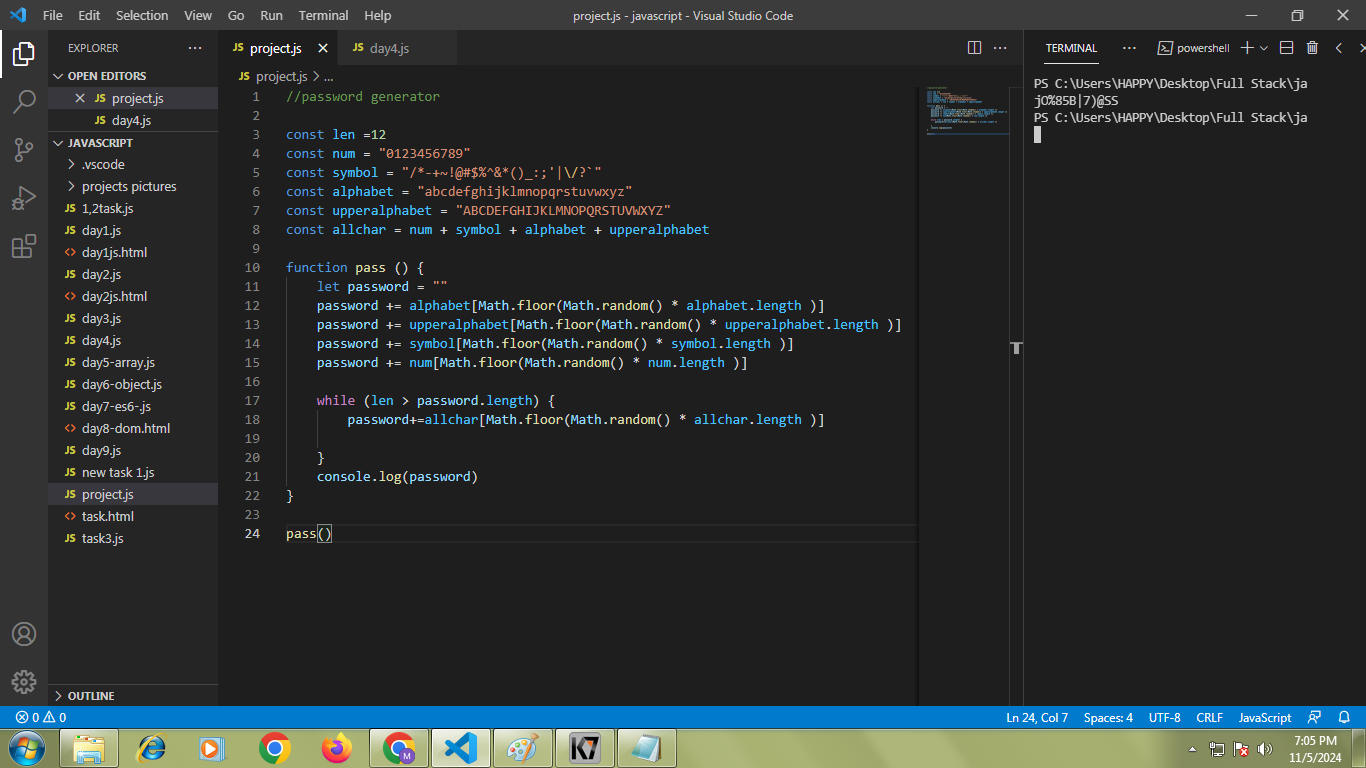 File Edit Selection View Go Run Terminal Help project.js - javascript - Visual Studio Code
EXPLORER
OPEN EDITORS
JS project.js
JS day4.js
JAVASCRIPT
.vscode
projects pictures
JS 1,2task.js
JS day1.js
<> day1js.html
JS day2.js
<> day2js.html
JS day3.js
JS day4.js
JS day5-array.js
JS day6-object.js
JS day7-es6-.js
<> day8-dom.html
JS day9.js
JS new task 1.js
JS project.js
<> task.html
JS task3.js
OUTLINE
JS project.js JS day4.js
JS project.js > ...
1 //password generator
2
3 const len =12
4 const num = "0123456789"
5 const symbol = "/*-+~!@#$%^&*()_:;'|\/?`"
6 const alphabet = "abcdefghijklmnopqrstuvwxyz"
7 const upperalphabet = "ABCDEFGHIJKLMNOPQRSTUVWXYZ"
8 const allchar = num + symbol + alphabet + upperalphabet
9
10 function pass () {
11 let password = ""
12 password += alphabet[Math.floor(Math.random() * alphabet.length )]
13 password += upperalphabet[Math.floor(Math.random() * upperalphabet.length )]
14 password += symbol[Math.floor(Math.random() * symbol.length )]
15 password += num[Math.floor(Math.random() * num.length )]
16
17 while (len > password.length) {
18 password+=allchar[Math.floor(Math.random() * allchar.length )]
19
20 }
21 console.log(password)
22 }
23
24 pass()
TERMINAL powershell
PS C:\Users\HAPPY\Desktop\Full Stack\ja
jO%85B|7)@SS
PS C:\Users\HAPPY\Desktop\Full Stack\ja
0 0 Ln 24, Col 7 Spaces: 4 UTF-8 CRLF JavaScript
M
K7
7:05 PM
11/5/2024